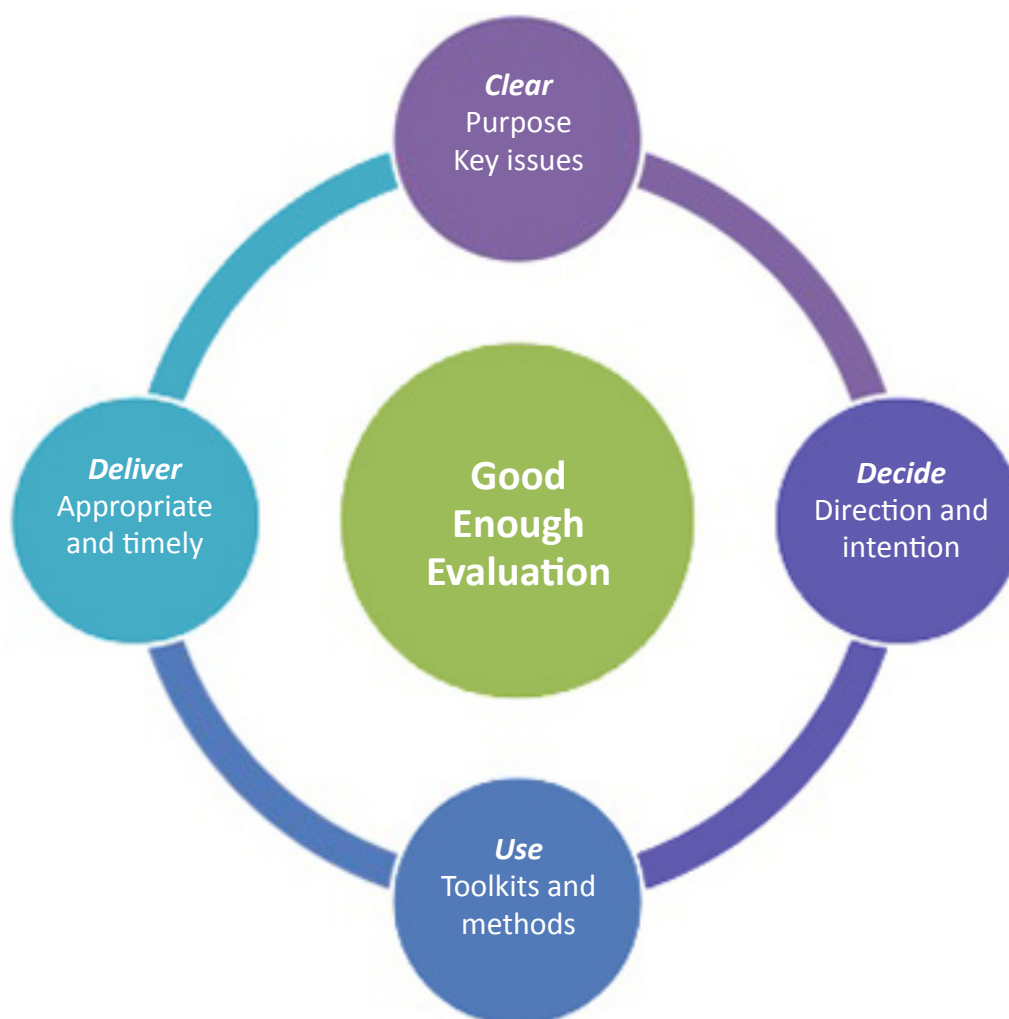 Clear
Purpose
Key issues
Deliver
Appropriate
and timely
Good
Enough
Evaluation
Decide
Direction and
intention
Use
Toolkits and
methods